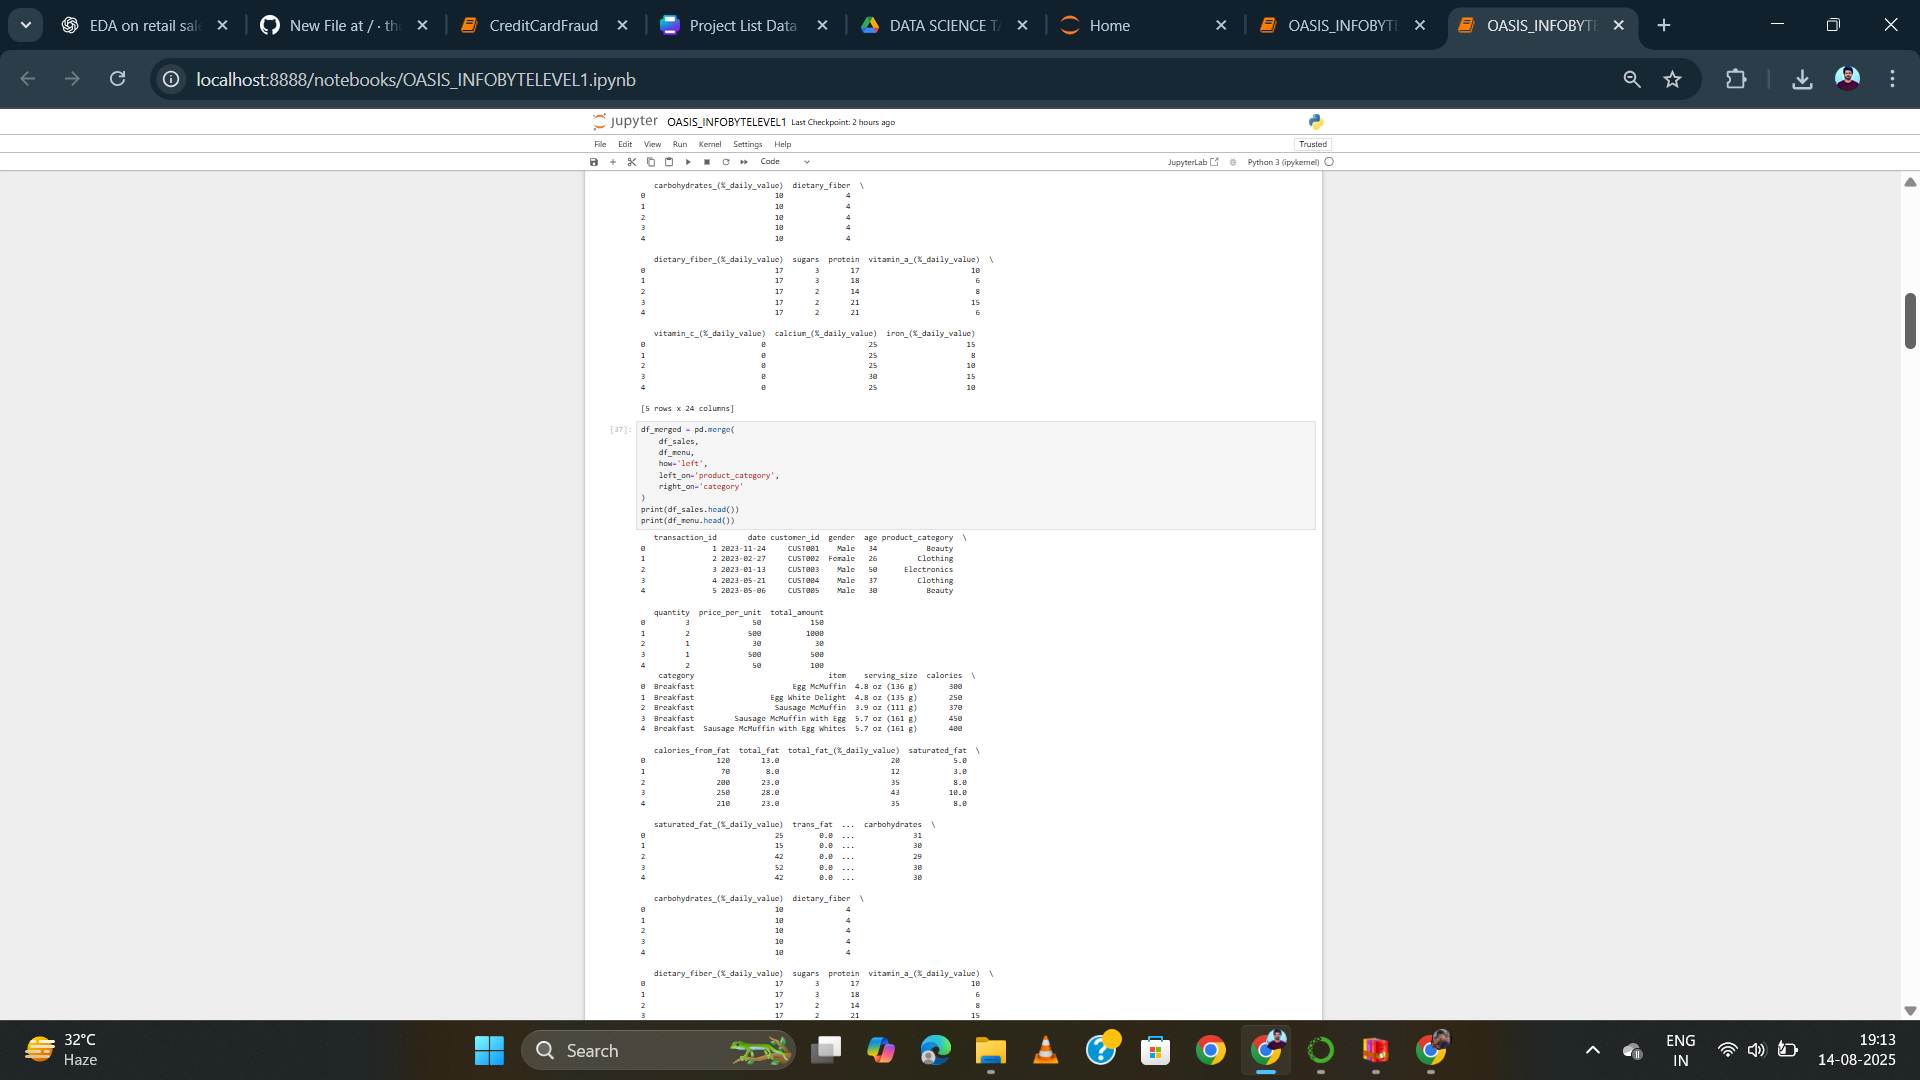 EDA on retail sal
New File at / · th
CreditCardFraud
Project List Data
DATA SCIENCE TA
Home
OASIS_INFOBYTE
OASIS_INFOBYTE
localhost:8888/notebooks/OASIS_INFOBYTELEVEL1.ipynb
jupyter OASIS_INFOBYTELEVEL1 Last Checkpoint: 2 hours ago
File Edit View Run Kernel Settings Help Trusted
Code JupyterLab Python 3 (ipykernel)
carbohydrates_(%_daily_value) dietary_fiber \
0 10 4
1 10 4
2 10 4
3 10 4
4 10 4
dietary_fiber_(%_daily_value) sugars protein vitamin_a_(%_daily_value) \
0 17 3 17 10
1 17 3 18 6
2 17 2 14 8
3 17 2 21 15
4 17 2 21 6
vitamin_c_(%_daily_value) calcium_(%_daily_value) iron_(%_daily_value)
0 0 25 15
1 0 25 8
2 0 25 10
3 0 30 15
4 0 25 10
[5 rows x 24 columns]
[37]: df_merged = pd.merge(
df_sales,
df_menu,
how='left',
left_on='product_category',
right_on='category'
)
print(df_sales.head())
print(df_menu.head())
transaction_id date customer_id gender age product_category \
0 1 2023-11-24 CUST001 Male 34 Beauty
1 2 2023-02-27 CUST002 Female 26 Clothing
2 3 2023-01-13 CUST003 Male 50 Electronics
3 4 2023-05-21 CUST004 Male 37 Clothing
4 5 2023-05-06 CUST005 Male 30 Beauty
quantity price_per_unit total_amount
0 3 50 150
1 2 500 1000
2 1 30 30
3 1 500 500
4 2 50 100
category item serving_size calories \
0 Breakfast Egg McMuffin 4.8 oz (136 g) 300
1 Breakfast Egg White Delight 4.8 oz (135 g) 250
2 Breakfast Sausage McMuffin 3.9 oz (111 g) 370
3 Breakfast Sausage McMuffin with Egg 5.7 oz (161 g) 450
4 Breakfast Sausage McMuffin with Egg Whites 5.7 oz (161 g) 400
calories_from_fat total_fat total_fat_(%_daily_value) saturated_fat \
0 120 13.0 20 5.0
1 70 8.0 12 3.0
2 200 23.0 35 8.0
3 250 28.0 43 10.0
4 210 23.0 35 8.0
saturated_fat_(%_daily_value) trans_fat ... carbohydrates \
0 25 0.0 ... 31
1 15 0.0 ... 30
2 42 0.0 ... 29
3 52 0.0 ... 30
4 42 0.0 ... 30
carbohydrates_(%_daily_value) dietary_fiber \
0 10 4
1 10 4
2 10 4
3 10 4
4 10 4
dietary_fiber_(%_daily_value) sugars protein vitamin_a_(%_daily_value) \
0 17 3 17 10
1 17 3 18 6
2 17 2 14 8
3 17 2 21 15
32°C
Haze
Search
ENG
IN
19:13
14-08-2025